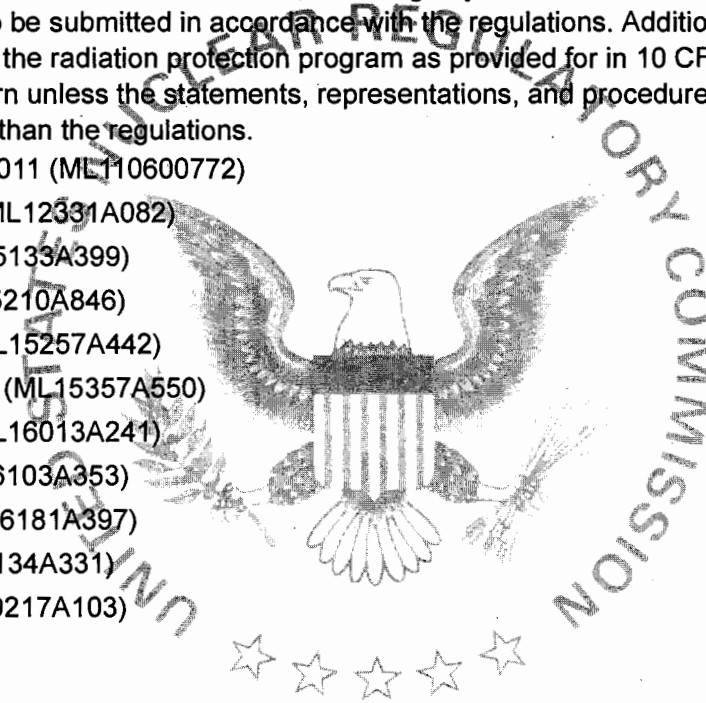 o be submitted in accordance with the regulations. Additio
the radiation protection program as provided for in 10 CF
rn unless the statements, representations, and procedure
than the regulations.
011 (ML110600772)
ML12331A082)
5133A399)
5210A846)
L15257A442)
(ML15357A550)
L16013A241)
6103A353)
6181A397)
134A331)
0217A103)
UNITED STATES NUCLEAR REGULATORY COMMISSION